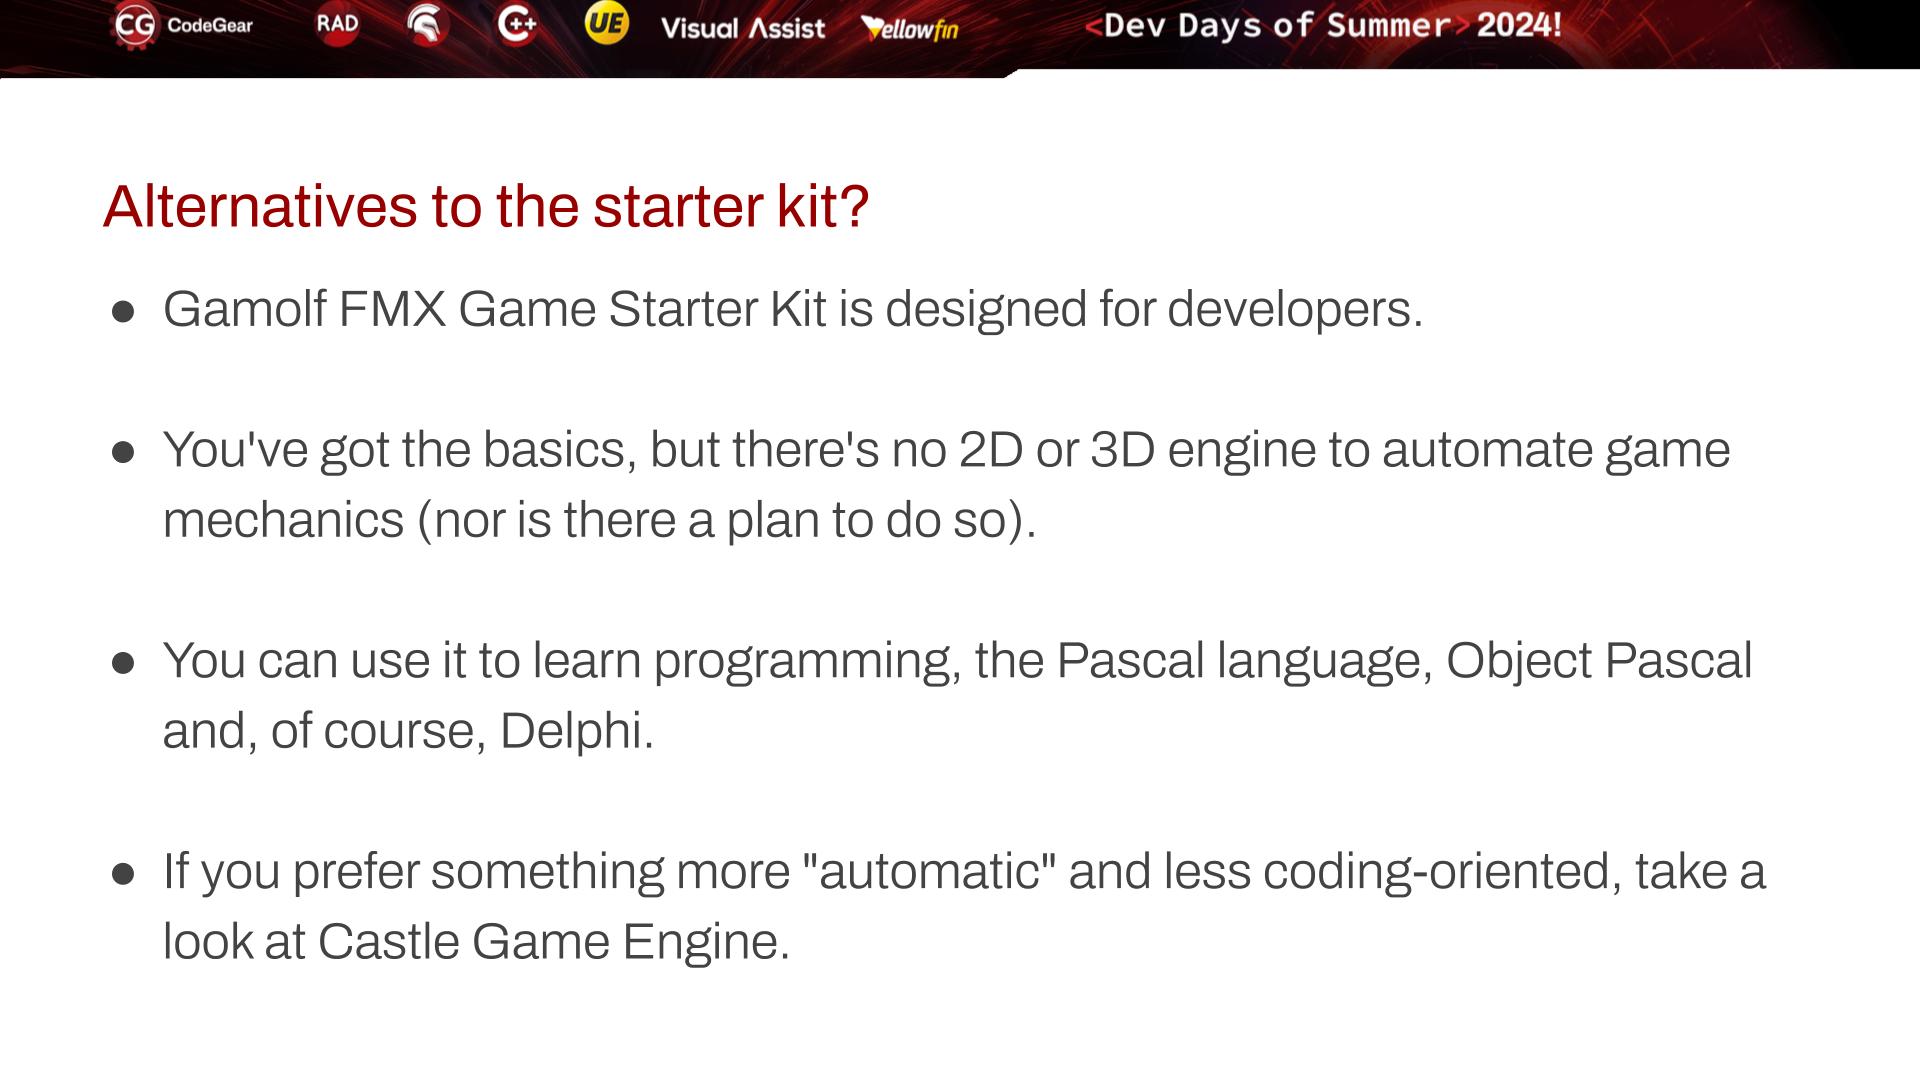 CG CodeGear RAD C++ UE Visual Assist Yellowfin <Dev Days of Summer> 2024!
Alternatives to the starter kit?
● Gamolf FMX Game Starter Kit is designed for developers.
● You've got the basics, but there's no 2D or 3D engine to automate game
mechanics (nor is there a plan to do so).
● You can use it to learn programming, the Pascal language, Object Pascal
and, of course, Delphi.
● If you prefer something more "automatic" and less coding-oriented, take a
look at Castle Game Engine.